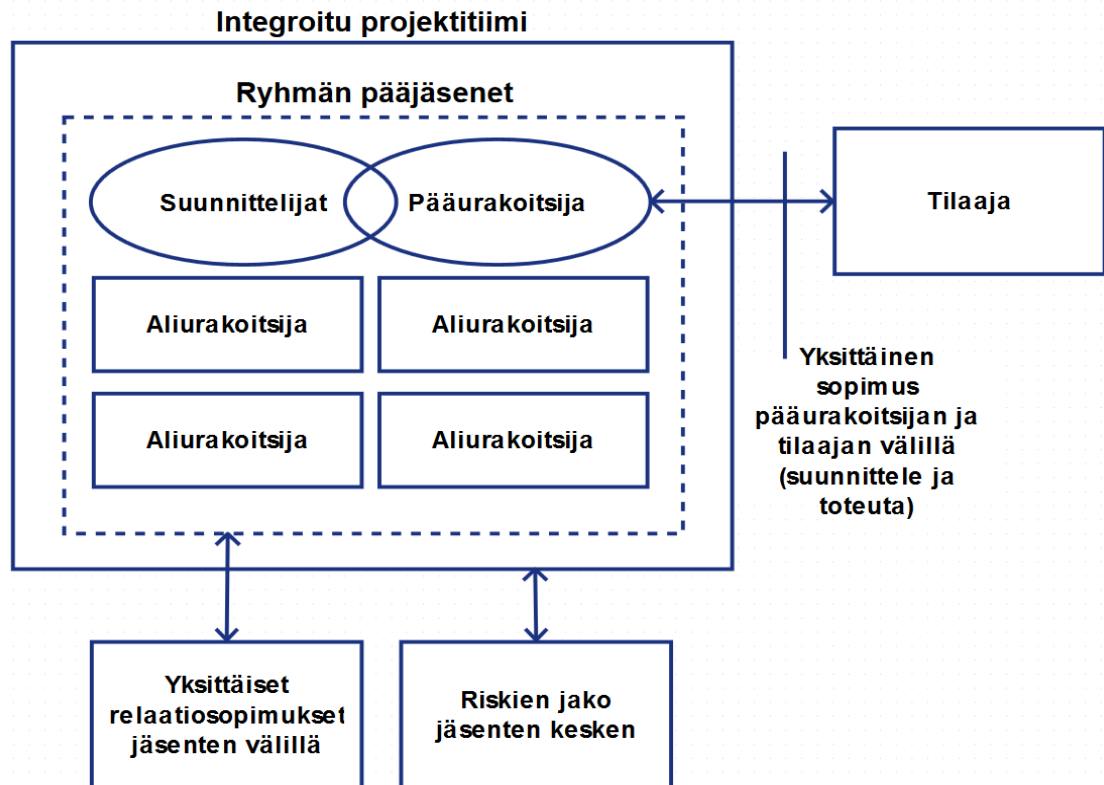 Integroitu projektitiimi
Ryhmän pääjäsenet
Suunnittelijat
Pääurakoitsija
Tilaaja
Aliurakoitsija
Aliurakoitsija
Aliurakoitsija
Aliurakoitsija
Yksittäinen
sopimus
pääurakoitsijan ja
tilaajan välillä
(suunnittele ja
toteuta)
Yksittäiset
relaatiosopimukset
jäsenten välillä
Riskien jako
jäsenten kesken